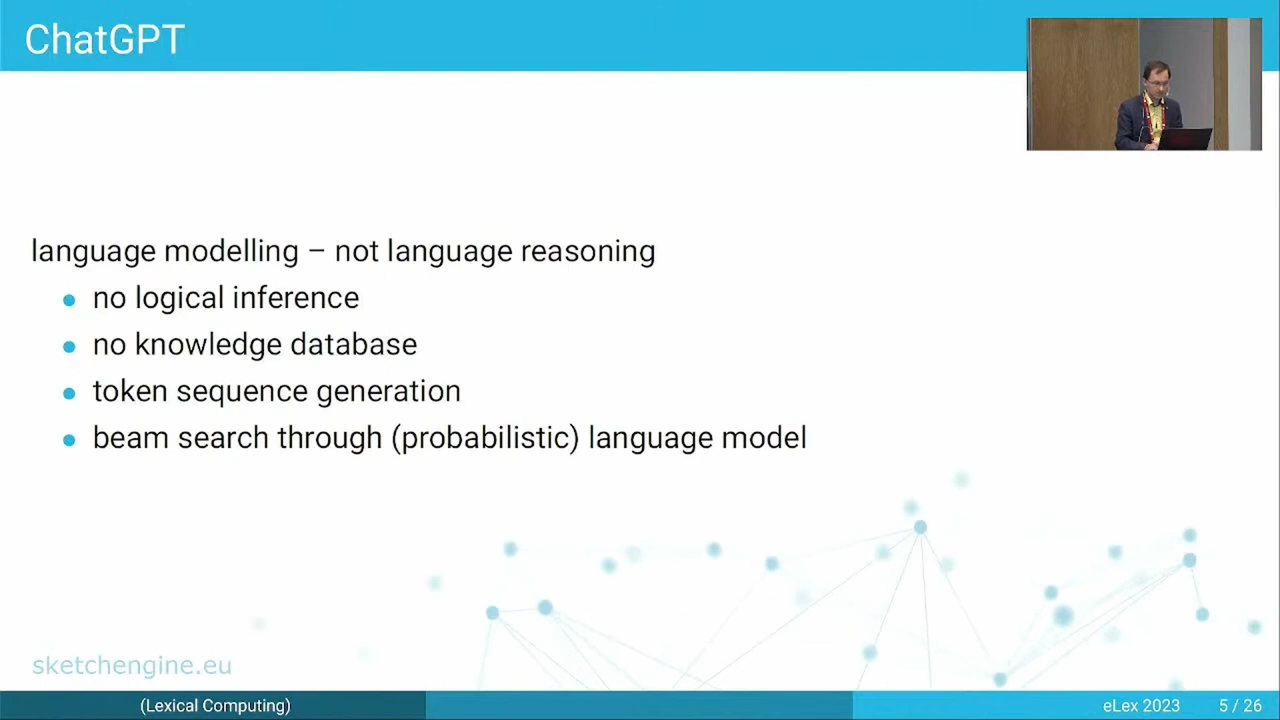 ChatGPT
language modelling – not language reasoning
no logical inference
no knowledge database
token sequence generation
beam search through (probabilistic) language model
sketchengine.eu
(Lexical Computing)
eLex 2023
5 / 26